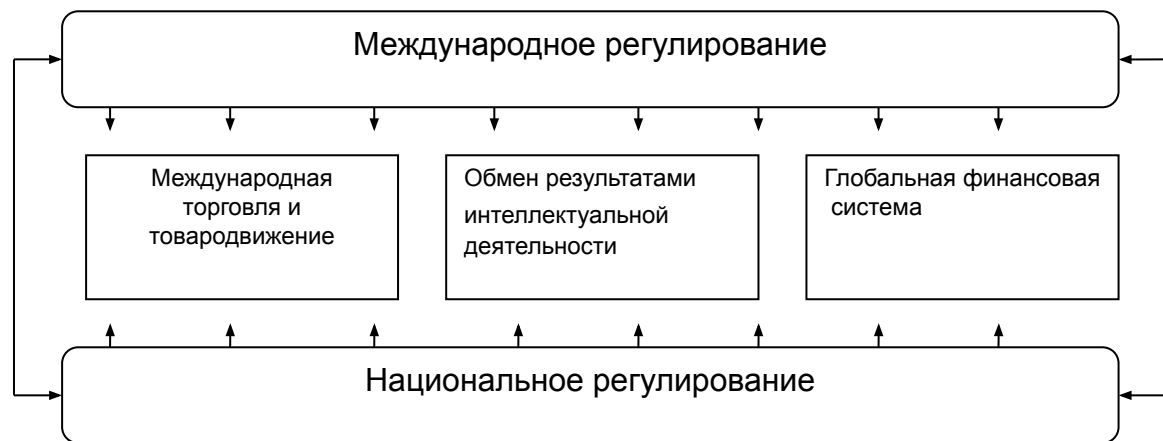 Международное регулирование
Международная
торговля и
товародвижение
Обмен результатами
интеллектуальной
деятельности
Глобальная финансовая
система
Национальное регулирование